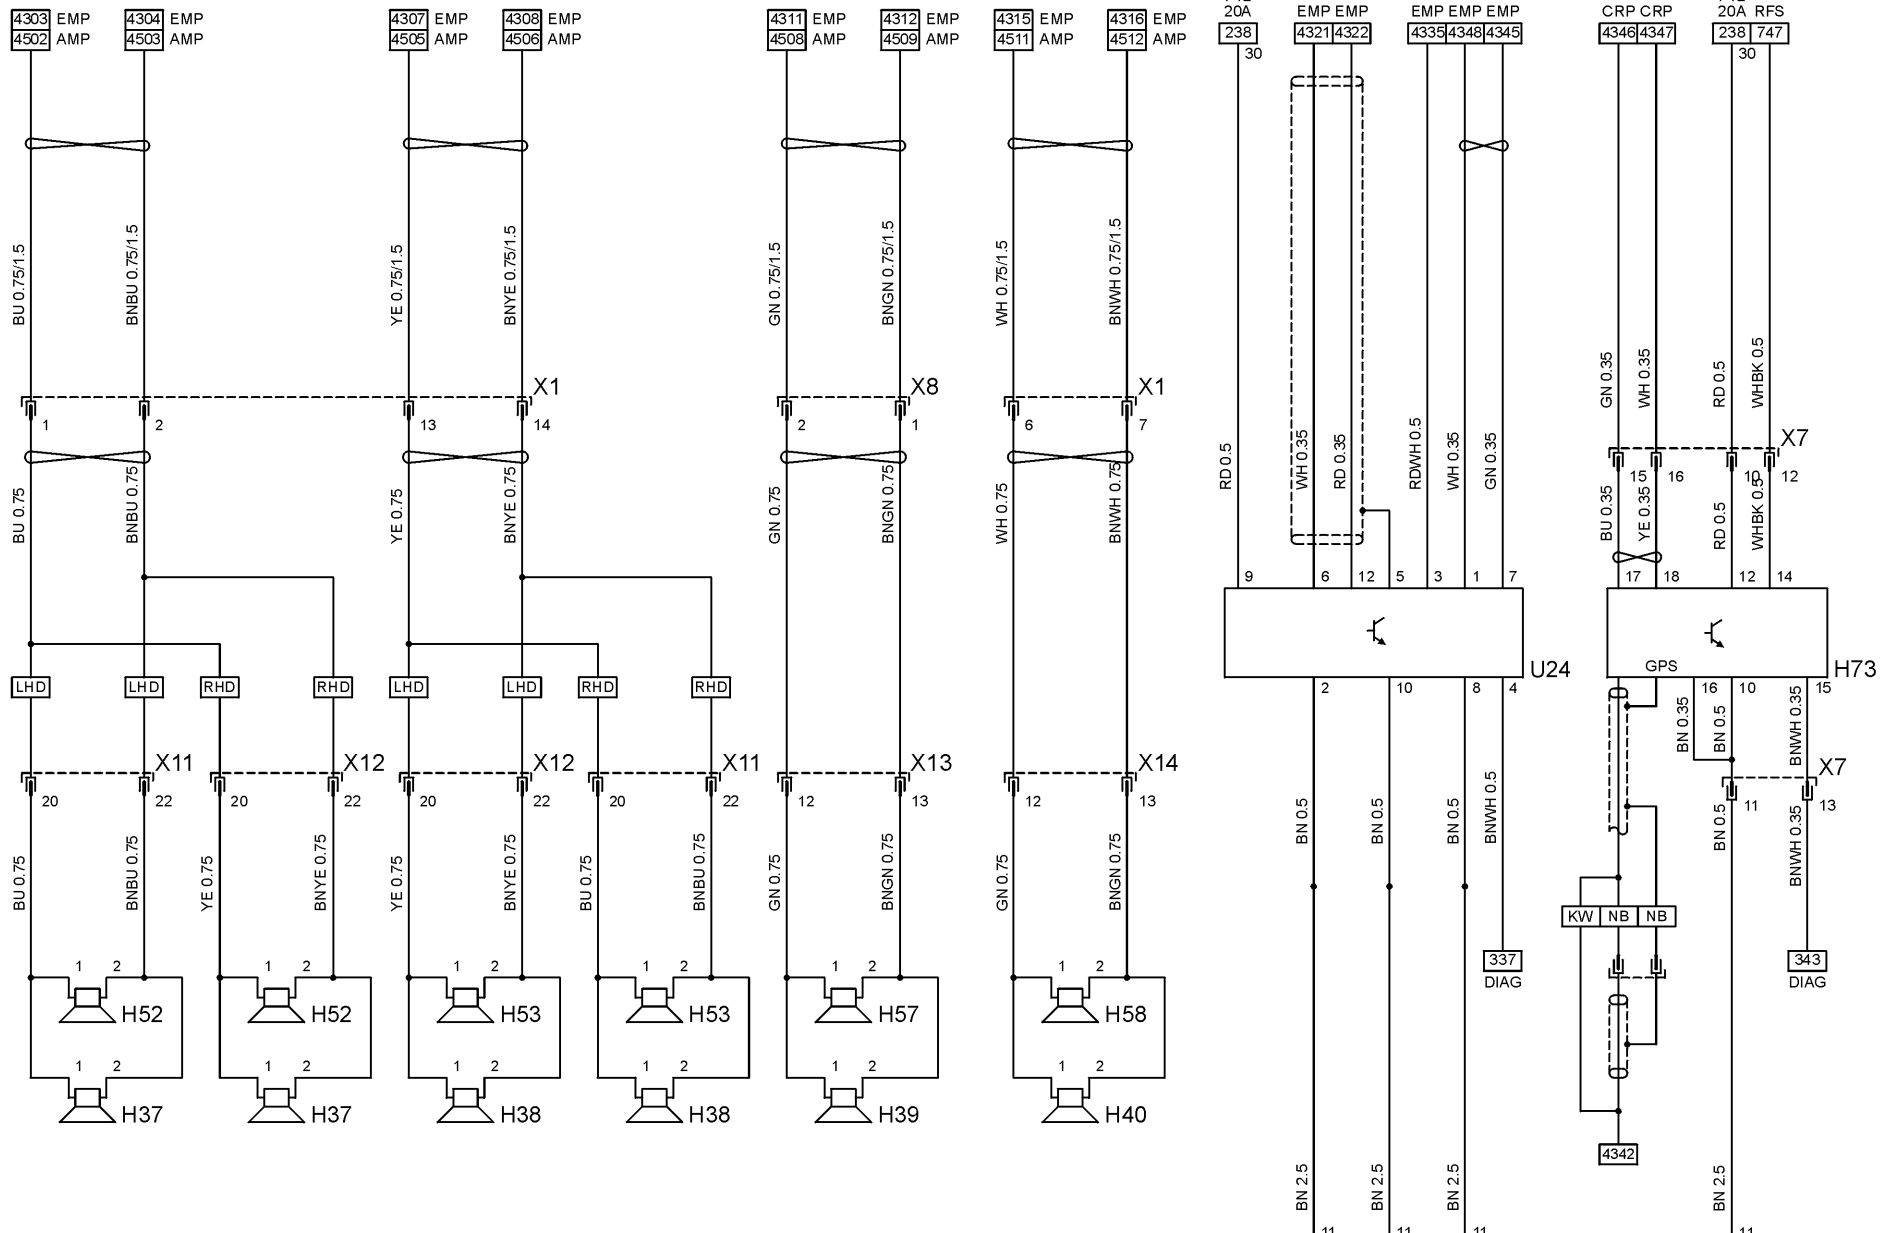 4303 EMP 4304 EMP 4307 EMP 4308 EMP 4311 EMP 4312 EMP 4315 EMP 4316 EMP
4502 AMP 4503 AMP 4505 AMP 4506 AMP 4508 AMP 4509 AMP 4511 AMP 4512 AMP
20A EMP EMP EMP EMP EMP CRP CRP 20A RFS
238 4321 4322 4335 4348 4345 4346 4347 238 747
30 30
BU 0.75/1.5
BNBU 0.75/1.5
YE 0.75/1.5
BNYE 0.75/1.5
GN 0.75/1.5
BNGN 0.75/1.5
WH 0.75/1.5
BNWH 0.75/1.5
GN 0.35
WH 0.35
RD 0.5
WHBK 0.5
X1 X8 X1
1 2 13 14 2 1 6 7
X7
15 16 10 12
BU 0.75
BNBU 0.75
YE 0.75
BNYE 0.75
GN 0.75
BNGN 0.75
WH 0.75
BNWH 0.75
RD 0.5
WH 0.35
RD 0.35
RDWH 0.5
WH 0.35
GN 0.35
BU 0.35
YE 0.35
RD 0.5
WHBK 0.5
9 6 12 5 3 1 7 17 18 12 14
GPS
U24 H73
LHD LHD RHD RHD LHD LHD RHD RHD
2 10 8 4 16 10 15
BN 0.35
BN 0.5
BNWH 0.35
X11 X12 X12 X11 X13 X14 X7
20 22 20 22 20 22 20 22 12 13 12 13 11 13
BU 0.75
BNBU 0.75
YE 0.75
BNYE 0.75
YE 0.75
BNYE 0.75
BU 0.75
BNBU 0.75
GN 0.75
BNGN 0.75
GN 0.75
BNGN 0.75
BN 0.5
BN 0.5
BN 0.5
BNWH 0.5
BN 0.5
BNWH 0.35
KW NB NB
337 343
DIAG DIAG
1 2 1 2 1 2 1 2 1 2 1 2
H52 H52 H53 H53 H57 H58
1 2 1 2 1 2 1 2 1 2 1 2
H37 H37 H38 H38 H39 H40
4342
BN 2.5
BN 2.5
BN 2.5
BN 2.5
11 11 11 11